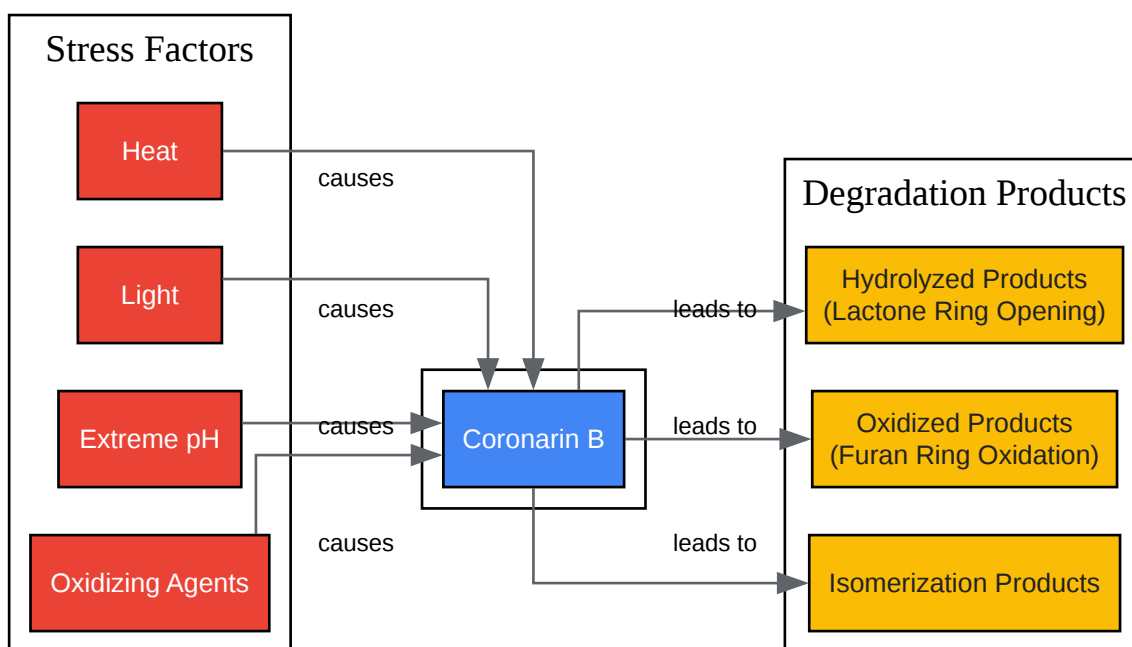 Stress Factors
Heat
causes
Light
causes
Extreme pH
causes
Oxidizing Agents
causes
Coronarin B
leads to
leads to
leads to
Degradation Products
Hydrolyzed Products
(Lactone Ring Opening)
Oxidized Products
(Furan Ring Oxidation)
Isomerization Products